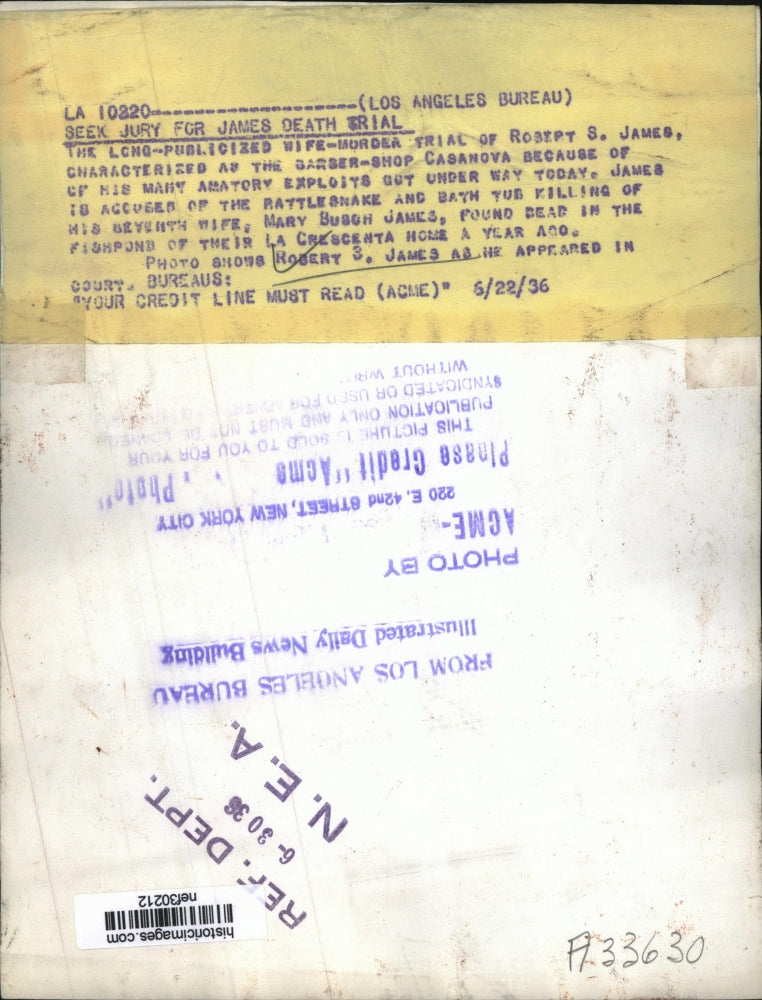 LA 10220--------------------(LOS ANGELES BUREAU)
SEEK JURY FOR JAMES DEATH TRIAL
THE LONG-PUBLICIZED WIFE-MURDER TRIAL OF ROBERT S. JAMES,
CHARACTERIZED AS THE BARBER-SHOP CASANOVA BECAUSE OF
OF HIS MANY AMATORY EXPLOITS GOT UNDER WAY TODAY. JAMES
IS ACCUSED OF THE RATTLESNAKE AND BATH TUB KILLING OF
HIS SEVENTH WIFE, MARY BUSCH JAMES, FOUND DEAD IN THE
FISHPOND OF THEIR LA CRESCENTA HOME A YEAR AGO.
PHOTO SHOWS ROBERT S. JAMES AS HE APPEARED IN
COURT. BUREAUS:
"YOUR CREDIT LINE MUST READ (ACME)" 6/22/36
PHOTO BY
ACME-
220 E. 42nd STREET, NEW YORK CITY
Please Credit "Acme Photo"
THIS PICTURE IS SOLD TO YOU FOR YOUR
PUBLICATION ONLY AND MUST NOT BE LOANED
SYNDICATED OR USED FOR
WITHOUT
FROM LOS ANGELES BUREAU
Illustrated Daily News Building
REF. DEPT.
6-30 36
N. E. A.
historicimages.com
nef30212
A33630